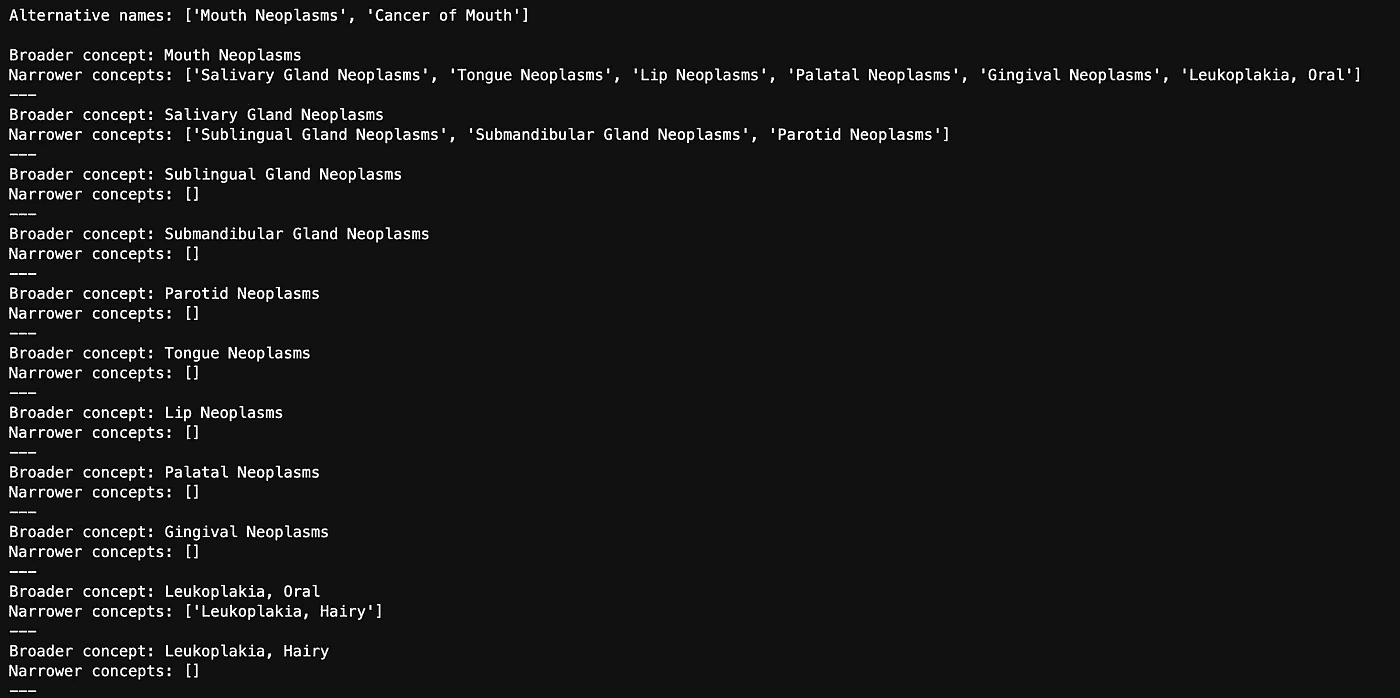 Alternative names: ['Mouth Neoplasms', 'Cancer of Mouth']
Broader concept: Mouth Neoplasms
Narrower concepts: ['Salivary Gland Neoplasms', 'Tongue Neoplasms', 'Lip Neoplasms', 'Palatal Neoplasms', 'Gingival Neoplasms', 'Leukoplakia, Oral']
---
Broader concept: Salivary Gland Neoplasms
Narrower concepts: ['Sublingual Gland Neoplasms', 'Submandibular Gland Neoplasms', 'Parotid Neoplasms']
---
Broader concept: Sublingual Gland Neoplasms
Narrower concepts: []
---
Broader concept: Submandibular Gland Neoplasms
Narrower concepts: []
---
Broader concept: Parotid Neoplasms
Narrower concepts: []
---
Broader concept: Tongue Neoplasms
Narrower concepts: []
---
Broader concept: Lip Neoplasms
Narrower concepts: []
---
Broader concept: Palatal Neoplasms
Narrower concepts: []
---
Broader concept: Gingival Neoplasms
Narrower concepts: []
---
Broader concept: Leukoplakia, Oral
Narrower concepts: ['Leukoplakia, Hairy']
---
Broader concept: Leukoplakia, Hairy
Narrower concepts: []
---